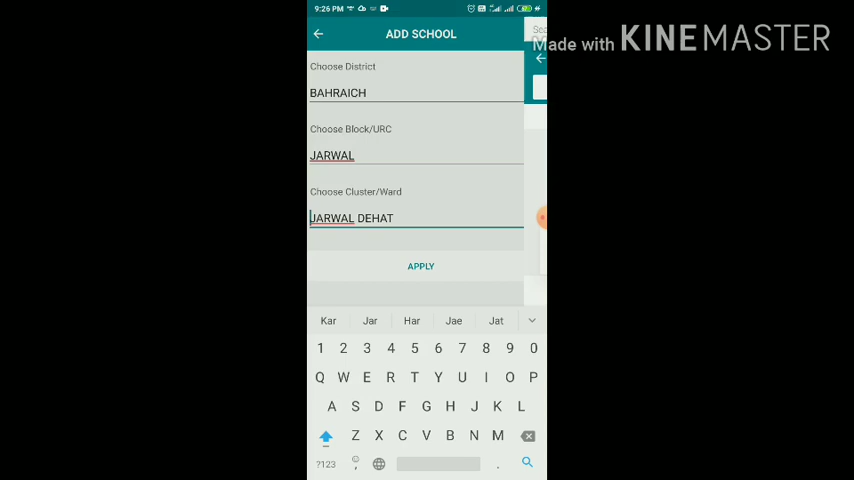 9:26 PM
ADD SCHOOL
Sea
Made with KINEMASTER
Choose District
BAHRAICH
Choose Block/URC
JARWAL
Choose Cluster/Ward
JARWAL DEHAT
APPLY
Kar Jar Har Jae Jat
1 2 3 4 5 6 7 8 9 0
Q W E R T Y U I O P
A S D F G H J K L
Z X C V B N M
?123 , .